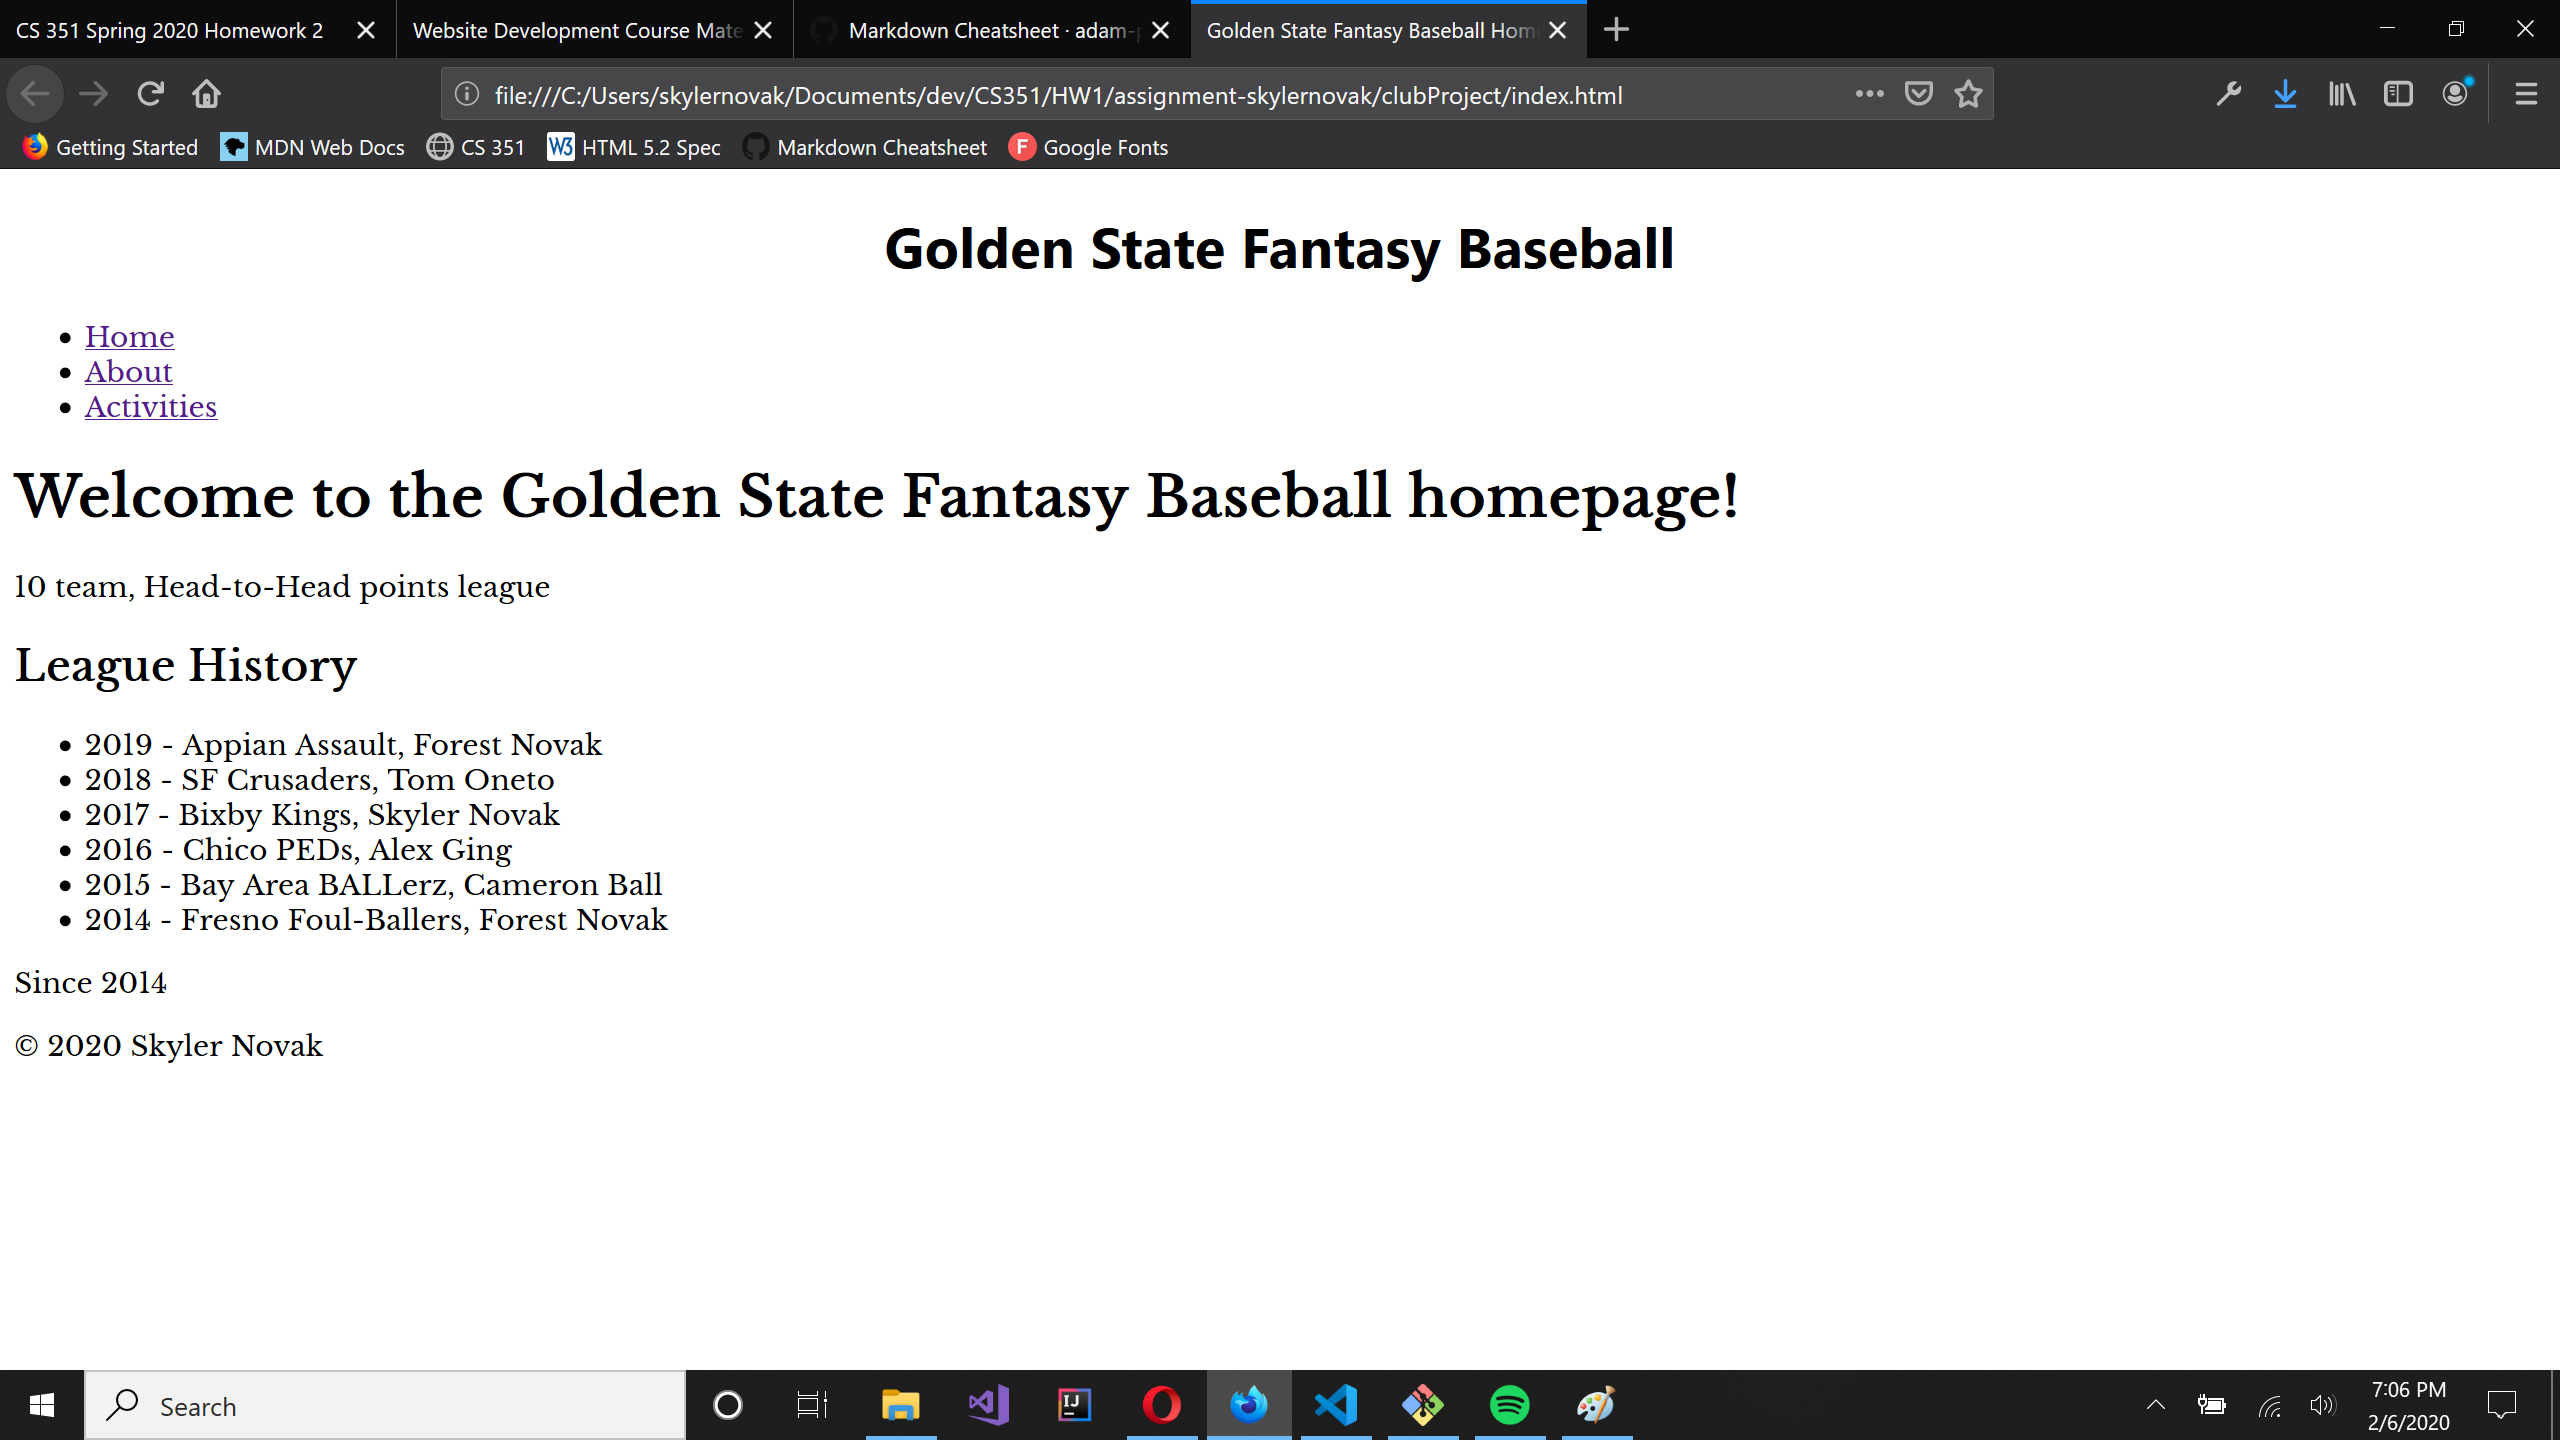 CS 351 Spring 2020 Homework 2
Website Development Course Mate
Markdown Cheatsheet · adam-p
Golden State Fantasy Baseball Hom
file:///C:/Users/skylernovak/Documents/dev/CS351/HW1/assignment-skylernovak/clubProject/index.html
Getting Started
MDN Web Docs
CS 351
W3 HTML 5.2 Spec
Markdown Cheatsheet
F Google Fonts
Golden State Fantasy Baseball
• Home
• About
• Activities
Welcome to the Golden State Fantasy Baseball homepage!
10 team, Head-to-Head points league
League History
• 2019 - Appian Assault, Forest Novak
• 2018 - SF Crusaders, Tom Oneto
• 2017 - Bixby Kings, Skyler Novak
• 2016 - Chico PEDs, Alex Ging
• 2015 - Bay Area BALLerz, Cameron Ball
• 2014 - Fresno Foul-Ballers, Forest Novak
Since 2014
© 2020 Skyler Novak
Search
IJ
7:06 PM
2/6/2020